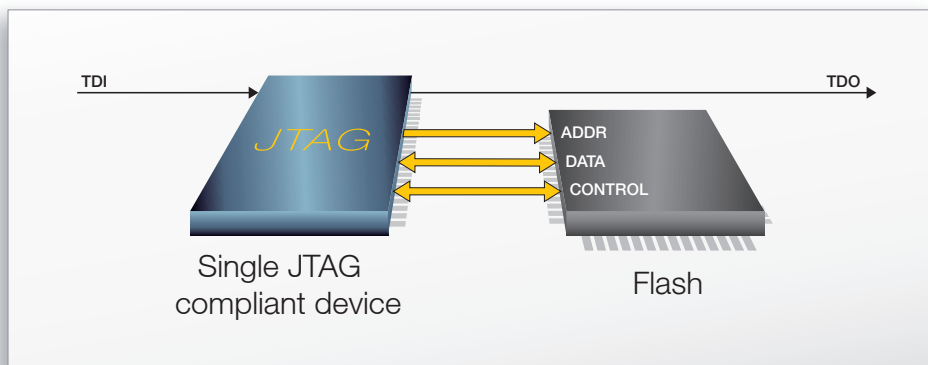 TDI
TDO
JTAG
ADDR
DATA
CONTROL
Single JTAG
compliant device
Flash